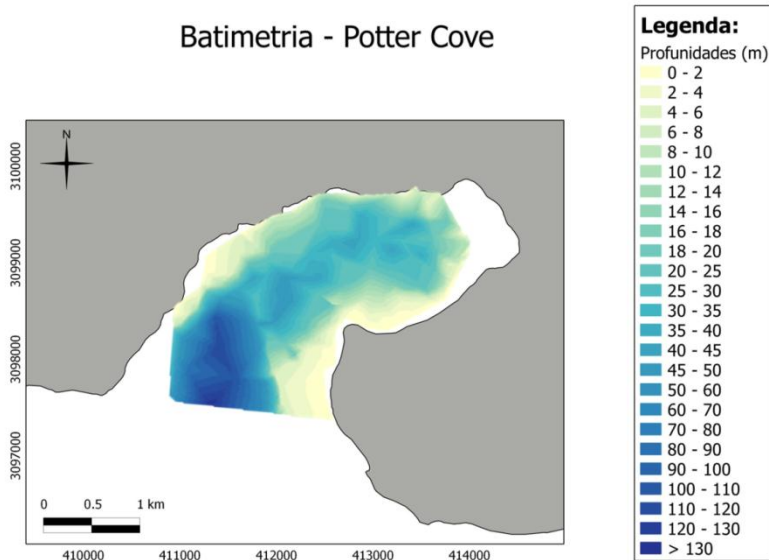 Batimetria - Potter Cove
N
3100000
3099000
3098000
3097000
0 0.5 1 km
410000 411000 412000 413000 414000
Legenda:
Profunidades (m)
0 - 2
2 - 4
4 - 6
6 - 8
8 - 10
10 - 12
12 - 14
14 - 16
16 - 18
18 - 20
20 - 25
25 - 30
30 - 35
35 - 40
40 - 45
45 - 50
50 - 60
60 - 70
70 - 80
80 - 90
90 - 100
100 - 110
110 - 120
120 - 130
> 130